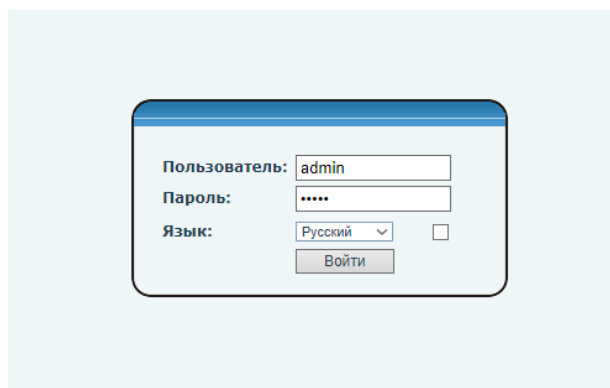 Пользователь: admin
Пароль: •••••
Язык: Русский
Войти